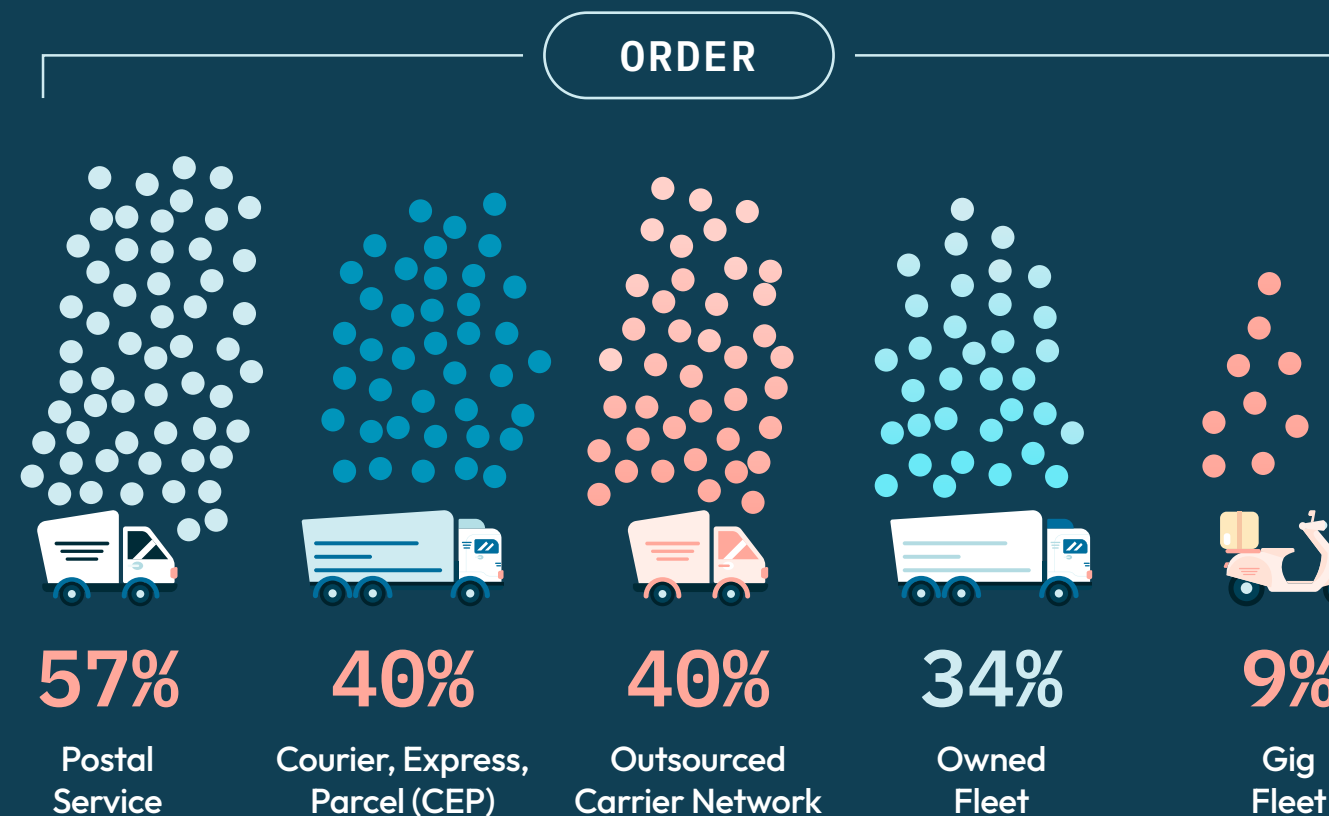 ORDER
57%
40%
40%
34%
9%
Postal
Service
Courier, Express,
Parcel (CEP)
Outsourced
Carrier Network
Owned
Fleet
Gig
Fleet